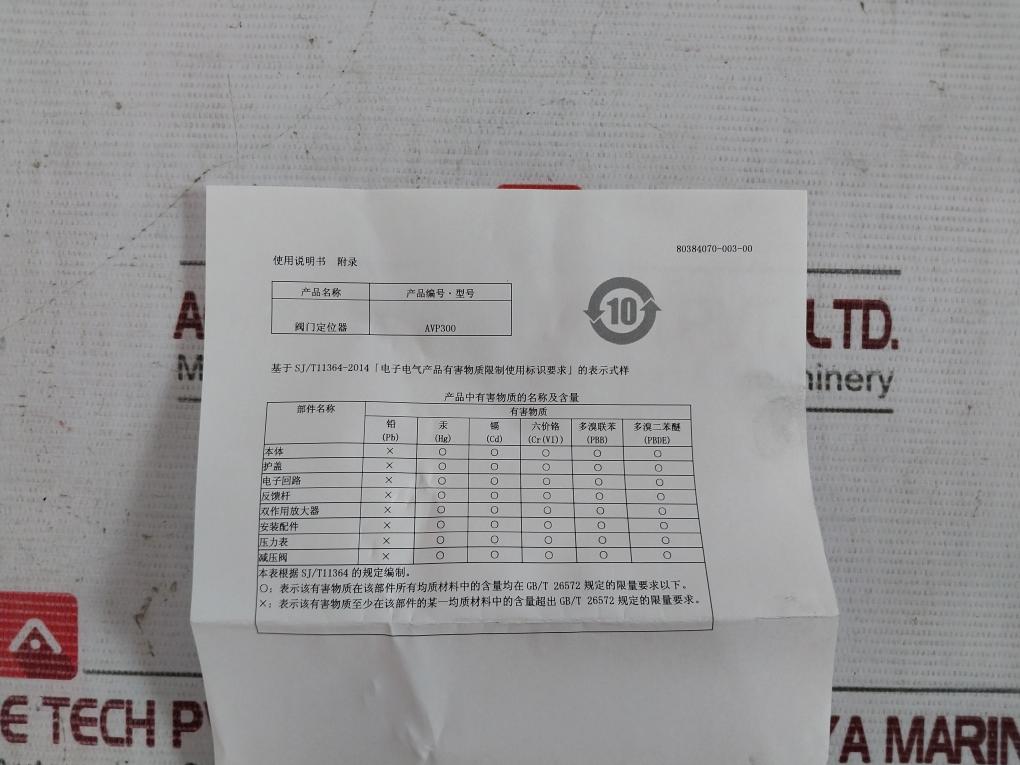 80384070-003-00
使用说明书 附录
产品名称 产品编号·型号
阀门定位器 AVP300
10
基于 SJ/T11364-2014「电子电气产品有害物质限制使用标识要求」的表示式样
产品中有害物质的名称及含量
部件名称 有害物质
铅 汞 镉 六价铬 多溴联苯 多溴二苯醚
(Pb) (Hg) (Cd) (Cr(VI)) (PBB) (PBDE)
本体 × ○ ○ ○ ○ ○
护盖 × ○ ○ ○ ○ ○
电子回路 × ○ ○ ○ ○ ○
反馈杆 × ○ ○ ○ ○ ○
双作用放大器 × ○ ○ ○ ○ ○
安装配件 × ○ ○ ○ ○ ○
压力表 × ○ ○ ○ ○ ○
减压阀 × ○ ○ ○ ○ ○
本表根据 SJ/T11364 的规定编制。
○: 表示该有害物质在该部件所有均质材料中的含量均在 GB/T 26572 规定的限量要求以下。
×: 表示该有害物质至少在该部件的某一均质材料中的含量超出 GB/T 26572 规定的限量要求。
A LTD.
M hinery
E TECH P YA MARIN